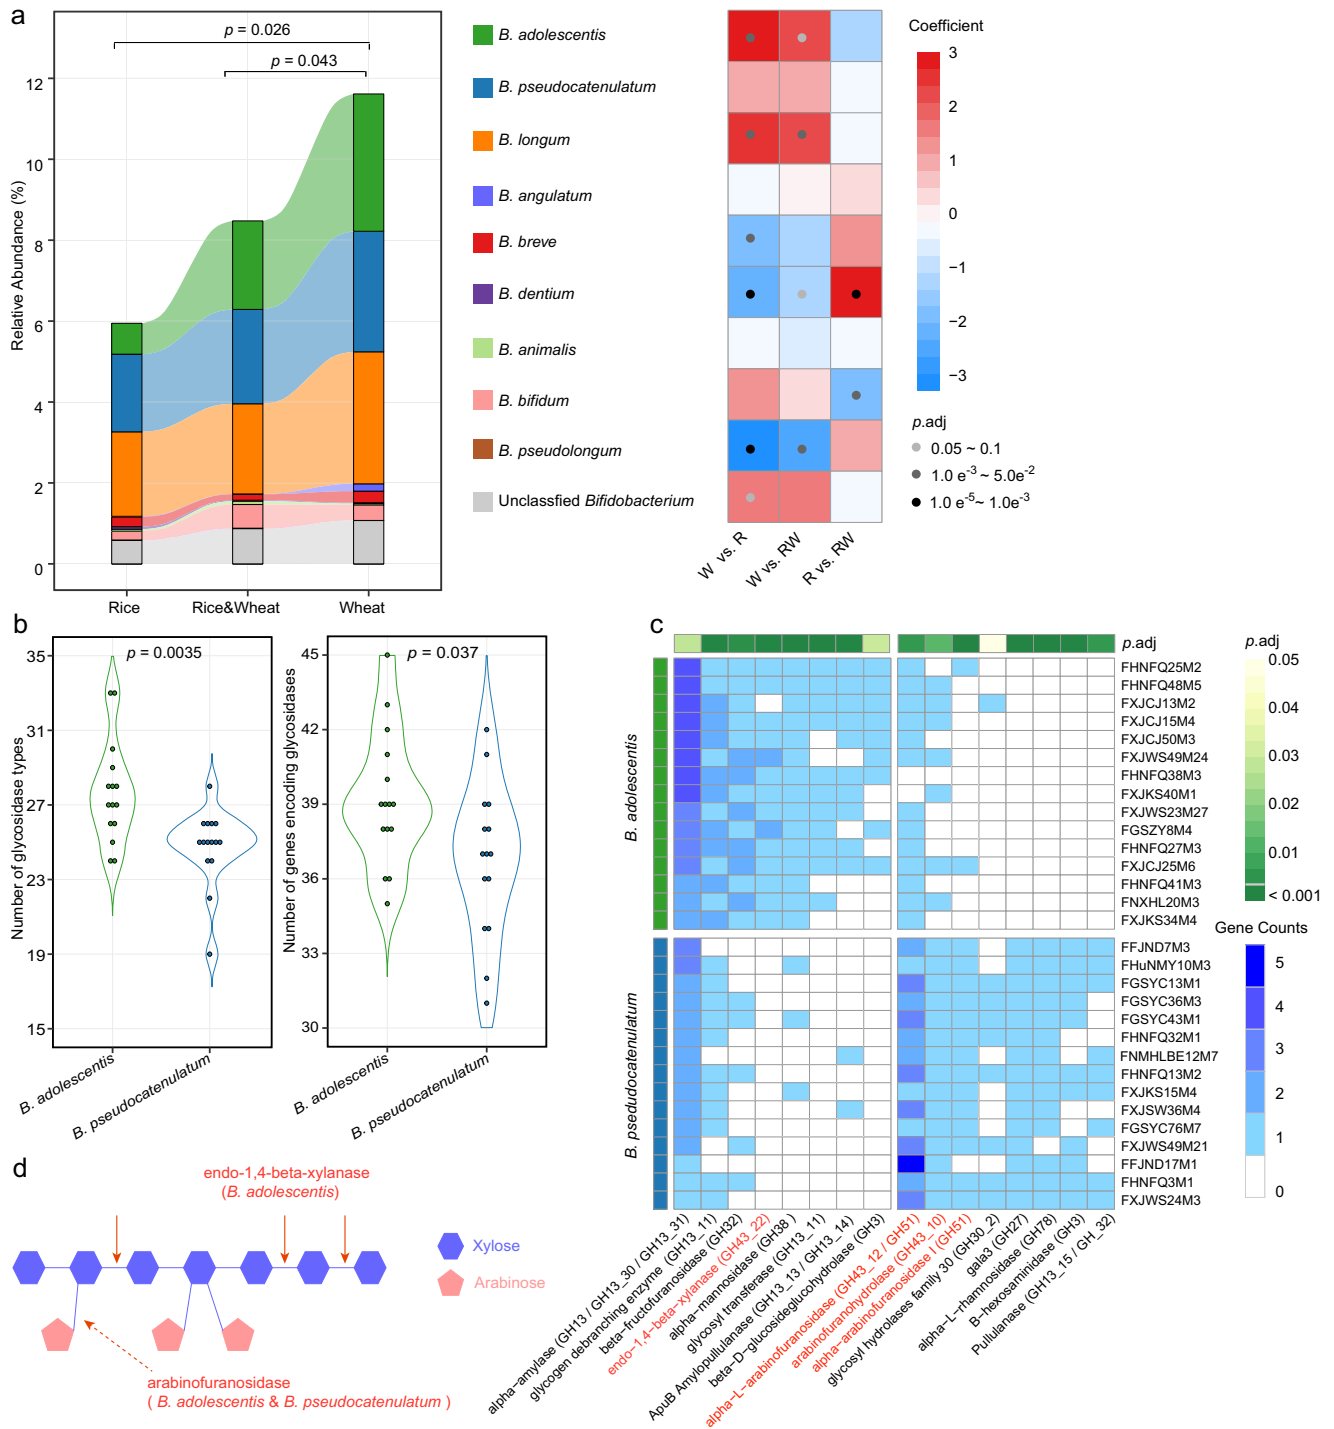 a
p = 0.026
p = 0.043
Relative Abundance (%)
12
10
8
6
4
2
0
Rice
Rice&Wheat
Wheat
B. adolescentis
B. pseudocatenulatum
B. longum
B. angulatum
B. breve
B. dentium
B. animalis
B. bifidum
B. pseudolongum
Unclassfied Bifidobacterium
W vs. R
W vs. RW
R vs. RW
Coefficient
3
2
1
0
−1
−2
−3
p.adj
0.05 ~ 0.1
1.0 e-3 ~ 5.0e-2
1.0 e-5 ~ 1.0e-3
b
Number of glycosidase types
35
31
27
23
19
15
p = 0.0035
B. adolescentis
B. pseudocatenulatum
Number of genes encoding glycosidases
45
42
39
36
33
30
p = 0.037
B. adolescentis
B. pseudocatenulatum
c
p.adj
B. adolescentis
FHNFQ25M2
FHNFQ48M5
FXJCJ13M2
FXJCJ15M4
FXJCJ50M3
FXJWS49M24
FHNFQ38M3
FXJKS40M1
FXJWS23M27
FGSZY8M4
FHNFQ27M3
FXJCJ25M6
FHNFQ41M3
FNXHL20M3
FXJKS34M4
B. psedudocatenulatum
FFJND7M3
FHuNMY10M3
FGSYC13M1
FGSYC36M3
FGSYC43M1
FHNFQ32M1
FNMHLBE12M7
FHNFQ13M2
FXJKS15M4
FXJSW36M4
FGSYC76M7
FXJWS49M21
FFJND17M1
FHNFQ3M1
FXJWS24M3
alpha−amylase (GH13 / GH13_30 / GH13_31)
glycogen debranching enzyme (GH13_11)
beta−fructofuranosidase (GH32)
endo−1,4−beta−xylanase (GH43_22)
alpha−mannosidase (GH38 )
glycosyl transferase (GH13_11)
ApuB Amylopullulanase (GH13_13 / GH13_14)
beta−D−glucosideglucohydrolase (GH3)
alpha−L−arabinofuranosidase (GH43_12 / GH51)
arabinofuranohydrolase (GH43_10)
alpha−arabinofuranosidase I (GH51)
glycosyl hydrolases family 30 (GH30_2)
gala3 (GH27)
alpha−L−rhamnosidase (GH78)
B−hexosaminidase (GH3)
Pullulanase (GH13_15 / GH_32)
p.adj
0.05
0.04
0.03
0.02
0.01
< 0.001
Gene Counts
5
4
3
2
1
0
d
endo-1,4-beta-xylanase
(B. adolescentis)
Xylose
Arabinose
arabinofuranosidase
( B. adolescentis & B. pseudocatenulatum )